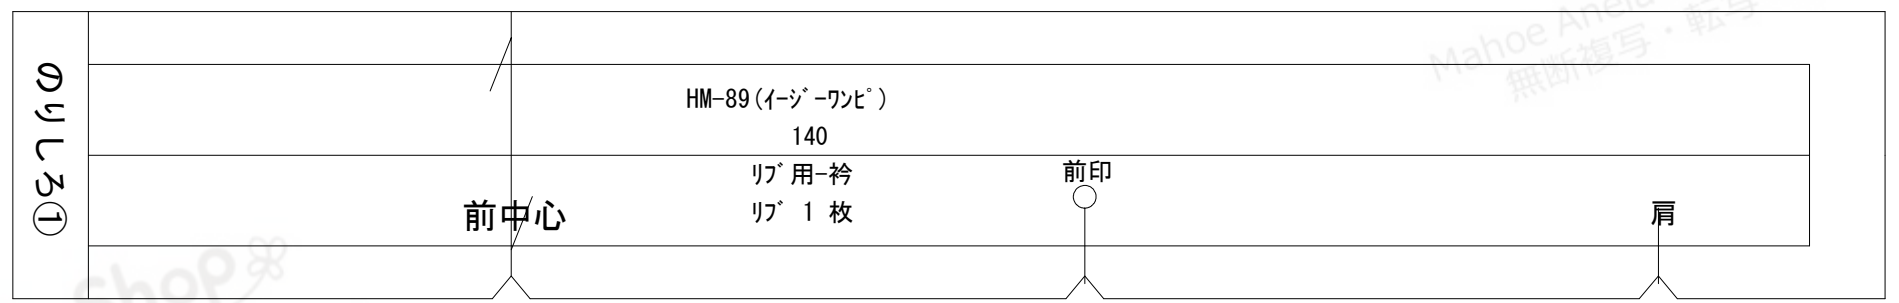 のりしろ①
HM-89(ｲｰｼﾞｰﾜﾝﾋﾟ)
140
ﾘﾌﾞ用-衿
ﾘﾌﾞ 1 枚
前中心
前印
肩
Mahoe Anela
無断複写・転写
Shop